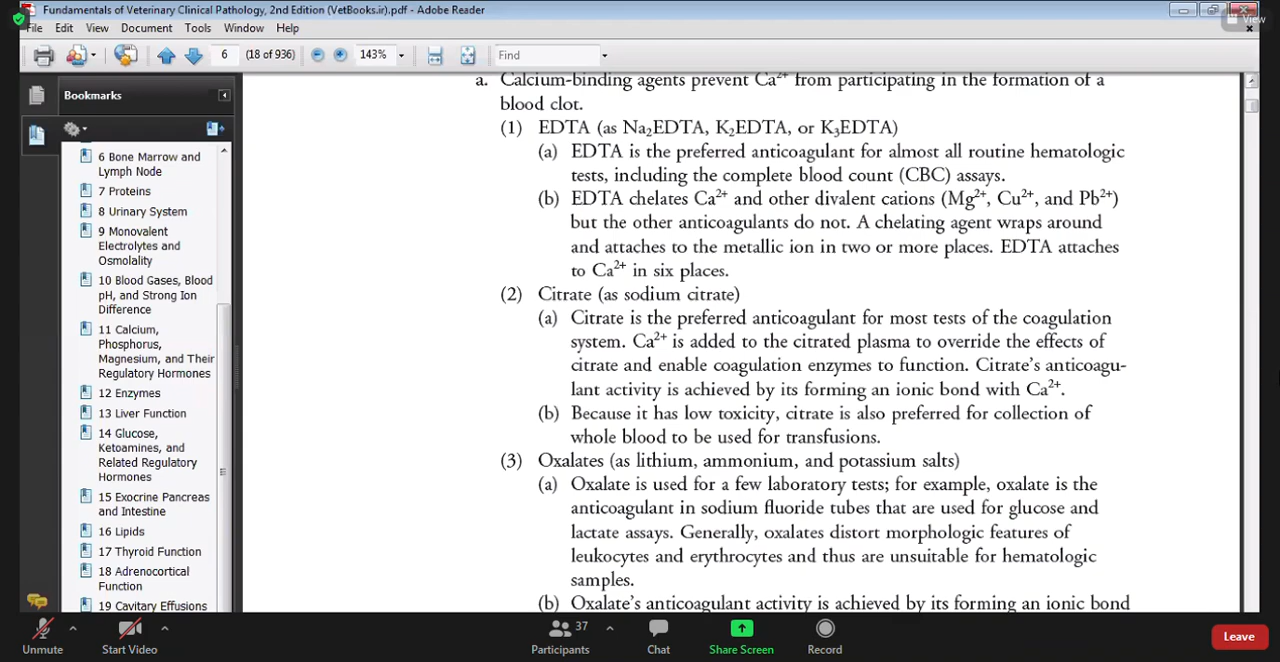 Fundamentals of Veterinary Clinical Pathology, 2nd Edition (VetBooks.ir).pdf - Adobe Reader
View
File Edit View Document Tools Window Help
6 (18 of 936) 143% Find
Bookmarks
6 Bone Marrow and
Lymph Node
7 Proteins
8 Urinary System
9 Monovalent
Electrolytes and
Osmolality
10 Blood Gases, Blood
pH, and Strong Ion
Difference
11 Calcium,
Phosphorus,
Magnesium, and Their
Regulatory Hormones
12 Enzymes
13 Liver Function
14 Glucose,
Ketoamines, and
Related Regulatory
Hormones
15 Exocrine Pancreas
and Intestine
16 Lipids
17 Thyroid Function
18 Adrenocortical
Function
19 Cavitary Effusions
a. Calcium-binding agents prevent Ca²⁺ from participating in the formation of a
blood clot.
(1) EDTA (as Na₂EDTA, K₂EDTA, or K₃EDTA)
(a) EDTA is the preferred anticoagulant for almost all routine hematologic
tests, including the complete blood count (CBC) assays.
(b) EDTA chelates Ca²⁺ and other divalent cations (Mg²⁺, Cu²⁺, and Pb²⁺)
but the other anticoagulants do not. A chelating agent wraps around
and attaches to the metallic ion in two or more places. EDTA attaches
to Ca²⁺ in six places.
(2) Citrate (as sodium citrate)
(a) Citrate is the preferred anticoagulant for most tests of the coagulation
system. Ca²⁺ is added to the citrated plasma to override the effects of
citrate and enable coagulation enzymes to function. Citrate's anticoagu-
lant activity is achieved by its forming an ionic bond with Ca²⁺.
(b) Because it has low toxicity, citrate is also preferred for collection of
whole blood to be used for transfusions.
(3) Oxalates (as lithium, ammonium, and potassium salts)
(a) Oxalate is used for a few laboratory tests; for example, oxalate is the
anticoagulant in sodium fluoride tubes that are used for glucose and
lactate assays. Generally, oxalates distort morphologic features of
leukocytes and erythrocytes and thus are unsuitable for hematologic
samples.
(b) Oxalate's anticoagulant activity is achieved by its forming an ionic bond
Unmute
Start Video
37
Participants
Chat
Share Screen
Record
Leave